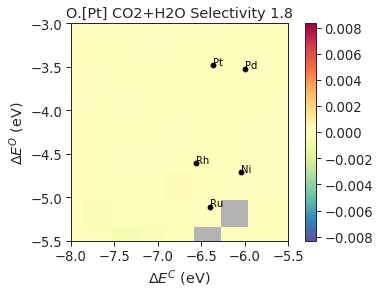 O.[Pt] CO2+H2O Selectivity 1.8
−3.0
−3.5
−4.0
−4.5
−5.0
−5.5
ΔE^O (eV)
Pt
Pd
Rh
Ni
Ru
−8.0 −7.5 −7.0 −6.5 −6.0 −5.5
ΔE^C (eV)
0.008
0.006
0.004
0.002
0.000
−0.002
−0.004
−0.006
−0.008